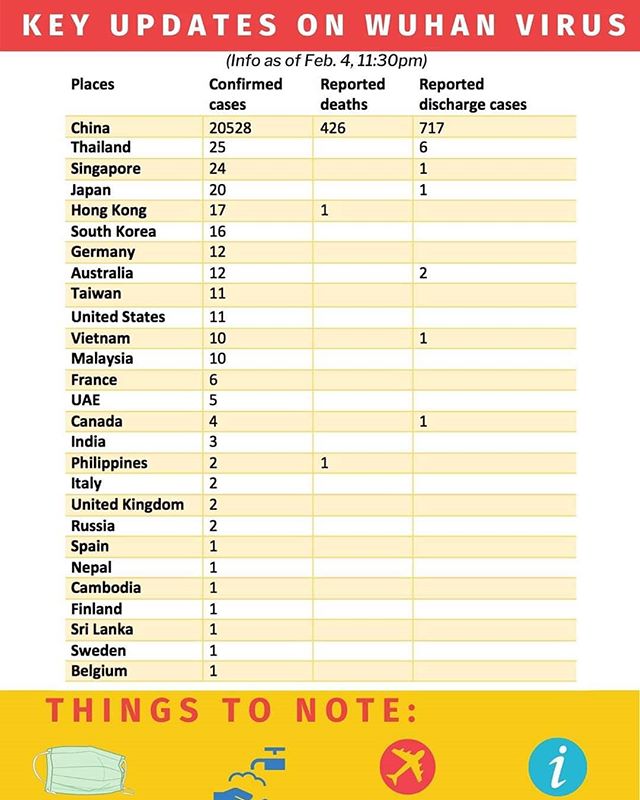 KEY UPDATES ON WUHAN VIRUS
(Info as of Feb. 4, 11:30pm)
Places Confirmed cases Reported deaths Reported discharge cases
China 20528 426 717
Thailand 25 6
Singapore 24 1
Japan 20 1
Hong Kong 17 1
South Korea 16
Germany 12
Australia 12 2
Taiwan 11
United States 11
Vietnam 10 1
Malaysia 10
France 6
UAE 5
Canada 4 1
India 3
Philippines 2 1
Italy 2
United Kingdom 2
Russia 2
Spain 1
Nepal 1
Cambodia 1
Finland 1
Sri Lanka 1
Sweden 1
Belgium 1
THINGS TO NOTE:
i